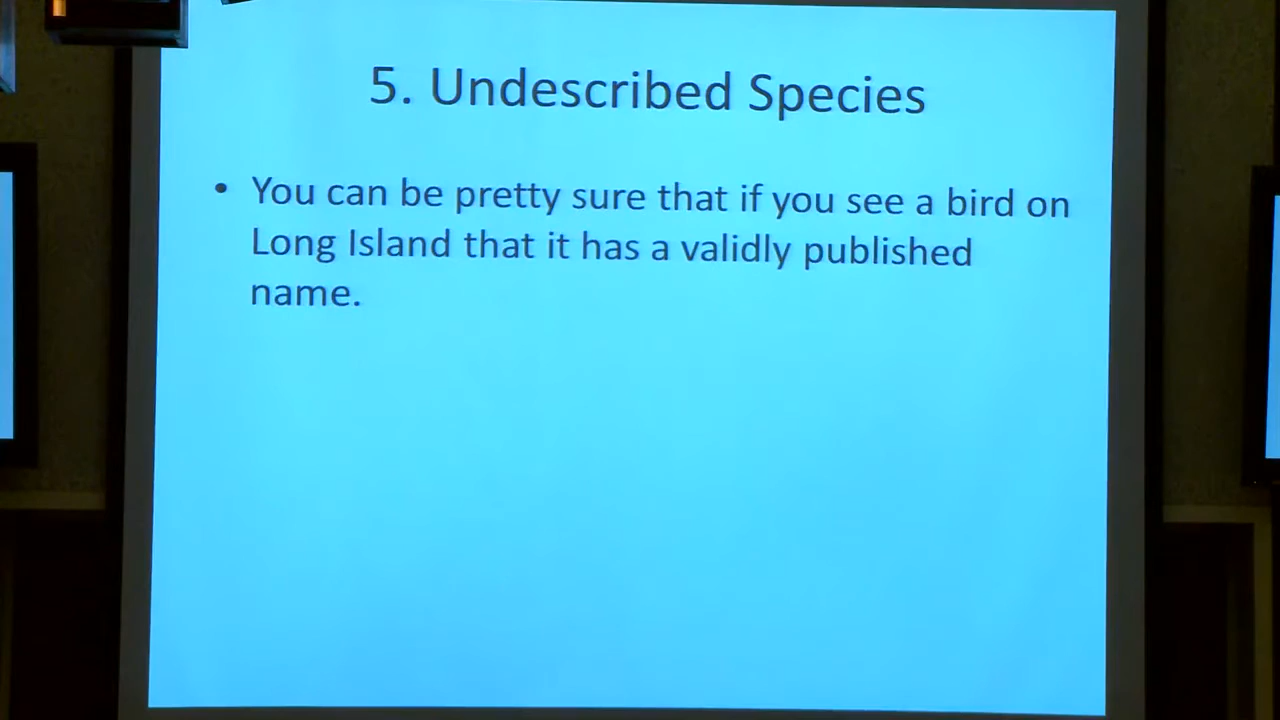 5. Undescribed Species
• You can be pretty sure that if you see a bird on
Long Island that it has a validly published
name.